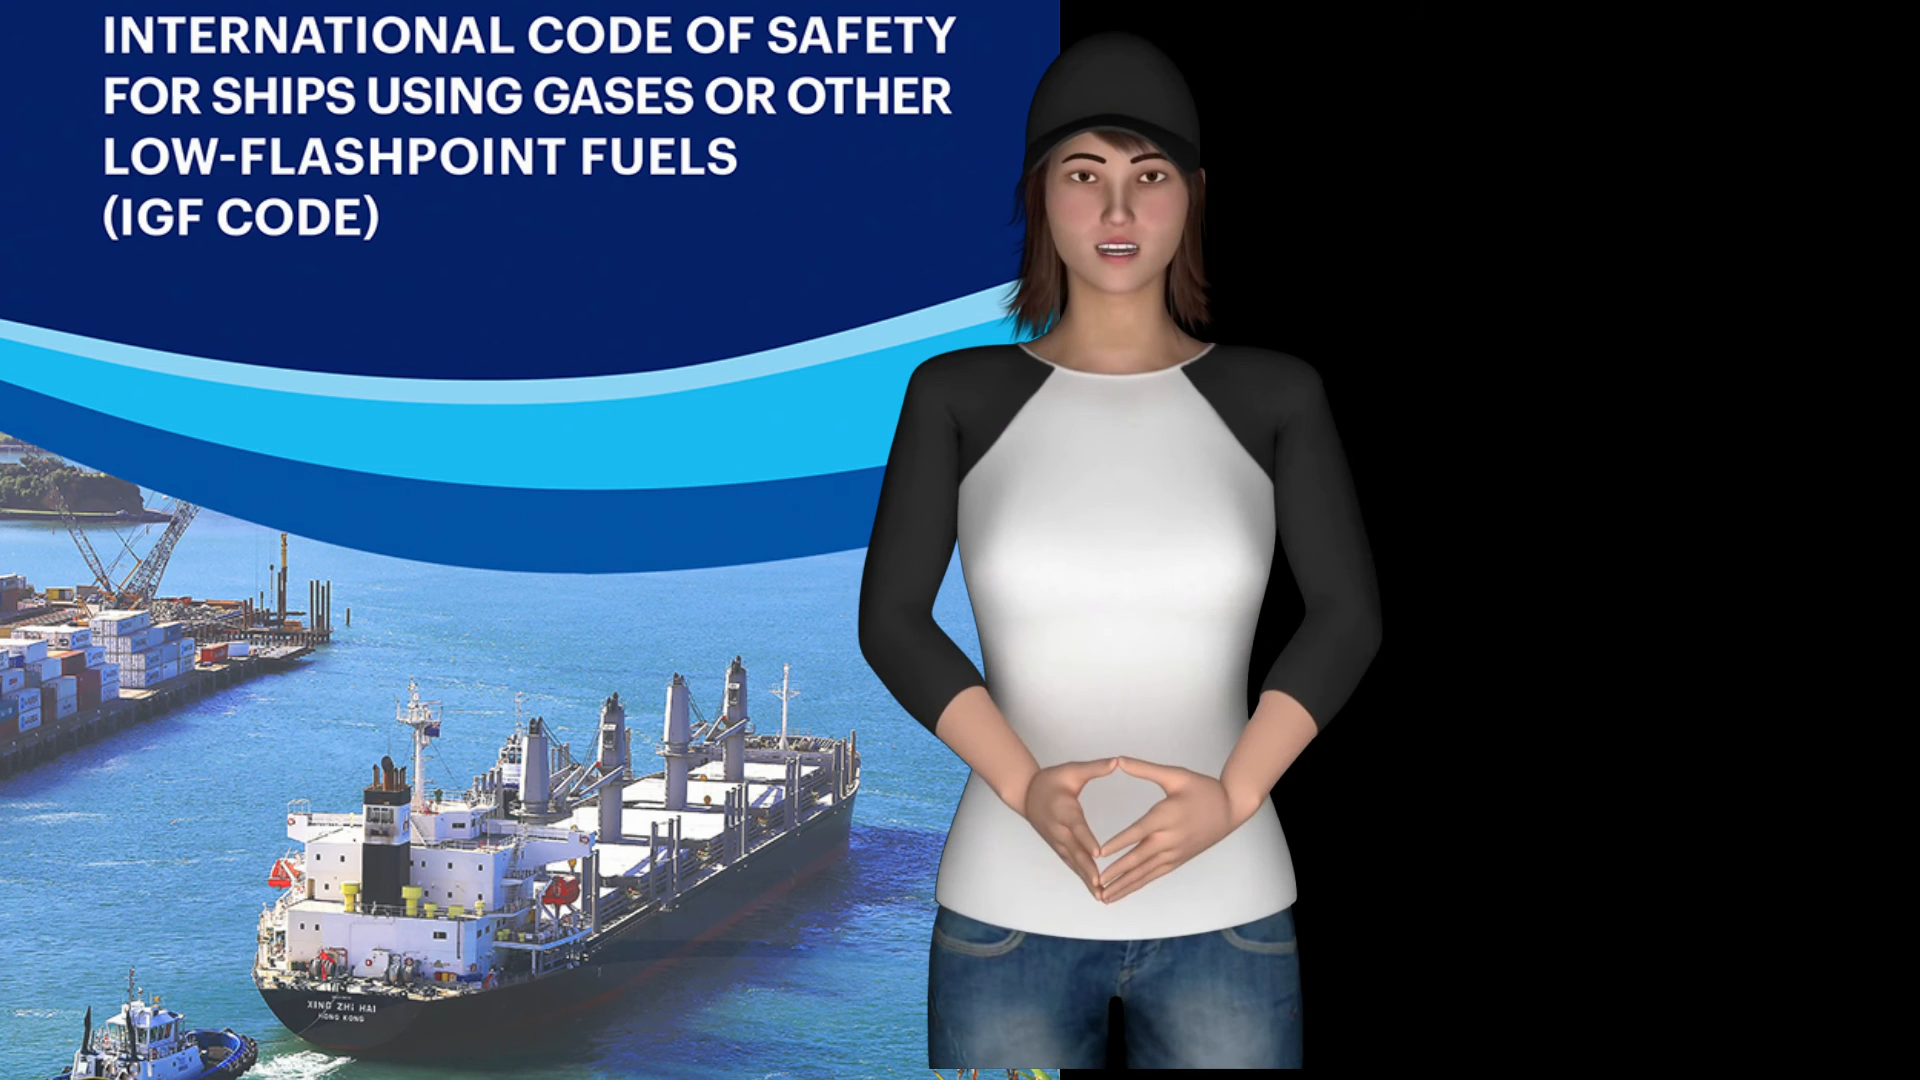 INTERNATIONAL CODE OF SAFETY
FOR SHIPS USING GASES OR OTHER
LOW-FLASHPOINT FUELS
(IGF CODE)
XING ZHI HAI
HONG KONG